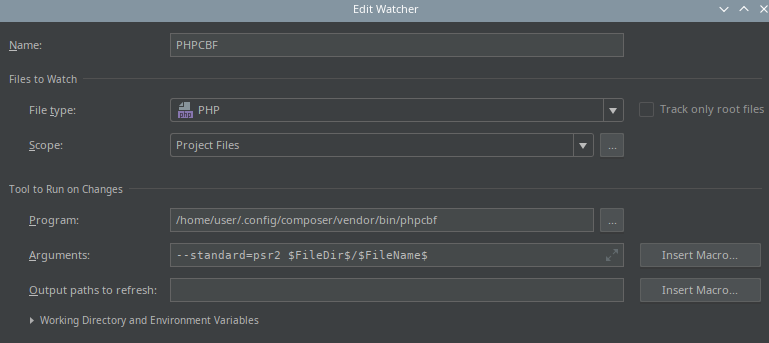 Edit Watcher
Name: PHPCBF
Files to Watch
File type: php PHP Track only root files
Scope: Project Files ...
Tool to Run on Changes
Program: /home/user/.config/composer/vendor/bin/phpcbf ...
Arguments: --standard=psr2 $FileDir$/$FileName$ Insert Macro...
Output paths to refresh: Insert Macro...
Working Directory and Environment Variables